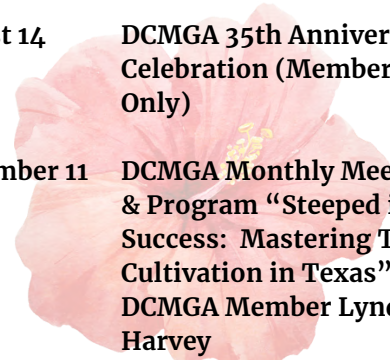 st 14 DCMGA 35th Anniver
Celebration (Member
Only)
mber 11 DCMGA Monthly Mee
& Program “Steeped i
Success: Mastering T
Cultivation in Texas”
DCMGA Member Lyn
Harvey